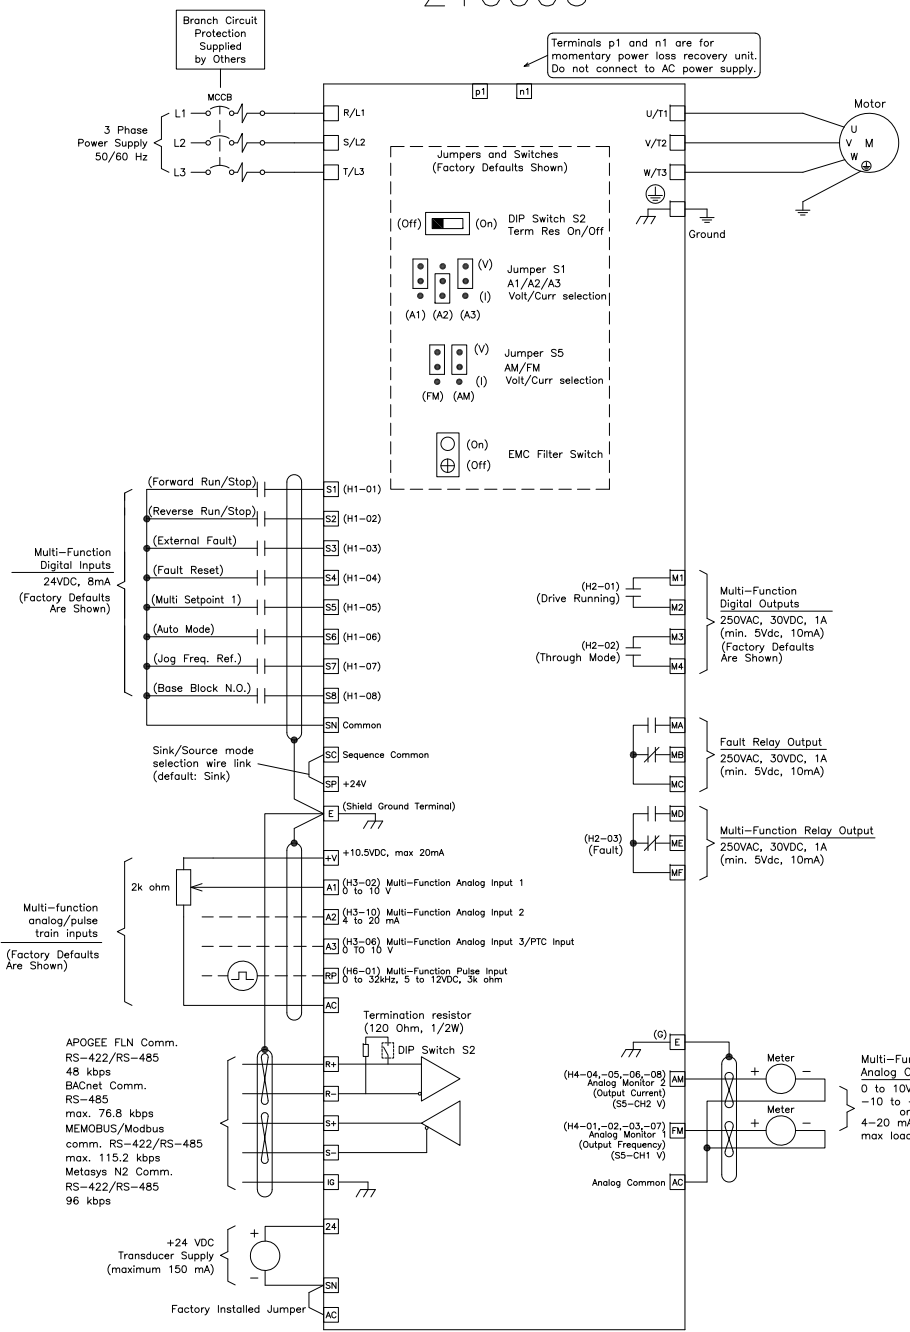 Branch Circuit
Protection
Supplied
by Others
Terminals p1 and n1 are for
momentary power loss recovery unit.
Do not connect to AC power supply.
p1
n1
MCCB
L1
R/L1
U/T1
Motor
3 Phase
Power Supply
50/60 Hz
L2
S/L2
V/T2
U
V M
W
L3
T/L3
W/T3
Ground
Jumpers and Switches
(Factory Defaults Shown)
(Off)
(On)
DIP Switch S2
Term Res On/Off
(V)
(I)
Jumper S1
A1/A2/A3
Volt/Curr selection
(A1) (A2) (A3)
(V)
(I)
Jumper S5
AM/FM
Volt/Curr selection
(FM) (AM)
(On)
(Off)
EMC Filter Switch
Multi-Function
Digital Inputs
24VDC, 8mA
(Factory Defaults
Are Shown)
(Forward Run/Stop)
S1 (H1-01)
(Reverse Run/Stop)
S2 (H1-02)
(External Fault)
S3 (H1-03)
(Fault Reset)
S4 (H1-04)
(Multi Setpoint 1)
S5 (H1-05)
(Auto Mode)
S6 (H1-06)
(Jog Freq. Ref.)
S7 (H1-07)
(Base Block N.O.)
S8 (H1-08)
SN Common
Sink/Source mode
selection wire link
(default: Sink)
SC Sequence Common
SP +24V
E (Shield Ground Terminal)
(H2-01)
(Drive Running)
M1
M2
(H2-02)
(Through Mode)
M3
M4
Multi-Function
Digital Outputs
250VAC, 30VDC, 1A
(min. 5Vdc, 10mA)
(Factory Defaults
Are Shown)
MA
MB
MC
Fault Relay Output
250VAC, 30VDC, 1A
(min. 5Vdc, 10mA)
(H2-03)
(Fault)
MD
ME
MF
Multi-Function Relay Output
250VAC, 30VDC, 1A
(min. 5Vdc, 10mA)
Multi-function
analog/pulse
train inputs
(Factory Defaults
Are Shown)
2k ohm
+V +10.5VDC, max 20mA
A1 (H3-02) Multi-Function Analog Input 1
0 to 10 V
A2 (H3-10) Multi-Function Analog Input 2
4 to 20 mA
A3 (H3-06) Multi-Function Analog Input 3/PTC Input
0 TO 10 V
RP (H6-01) Multi-Function Pulse Input
0 to 32kHz, 5 to 12VDC, 3k ohm
AC
Termination resistor
(120 Ohm, 1/2W)
DIP Switch S2
APOGEE FLN Comm.
RS-422/RS-485
48 kbps
BACnet Comm.
RS-485
max. 76.8 kbps
MEMOBUS/Modbus
comm. RS-422/RS-485
max. 115.2 kbps
Metasys N2 Comm.
RS-422/RS-485
96 kbps
R+
R-
S+
S-
IG
(G)
E
(H4-04,-05,-06,-08)
Analog Monitor 2
(Output Current)
(S5-CH2 V)
AM
+ Meter -
(H4-01,-02,-03,-07)
Analog Monitor 1
(Output Frequency)
(S5-CH1 V)
FM
+ Meter -
Analog Common AC
Analog
0 to 10V
-10 to
or
4-20 mA
max
+24 VDC
Transducer Supply
(maximum 150 mA)
+
-
24
SN
Factory Installed Jumper
AC